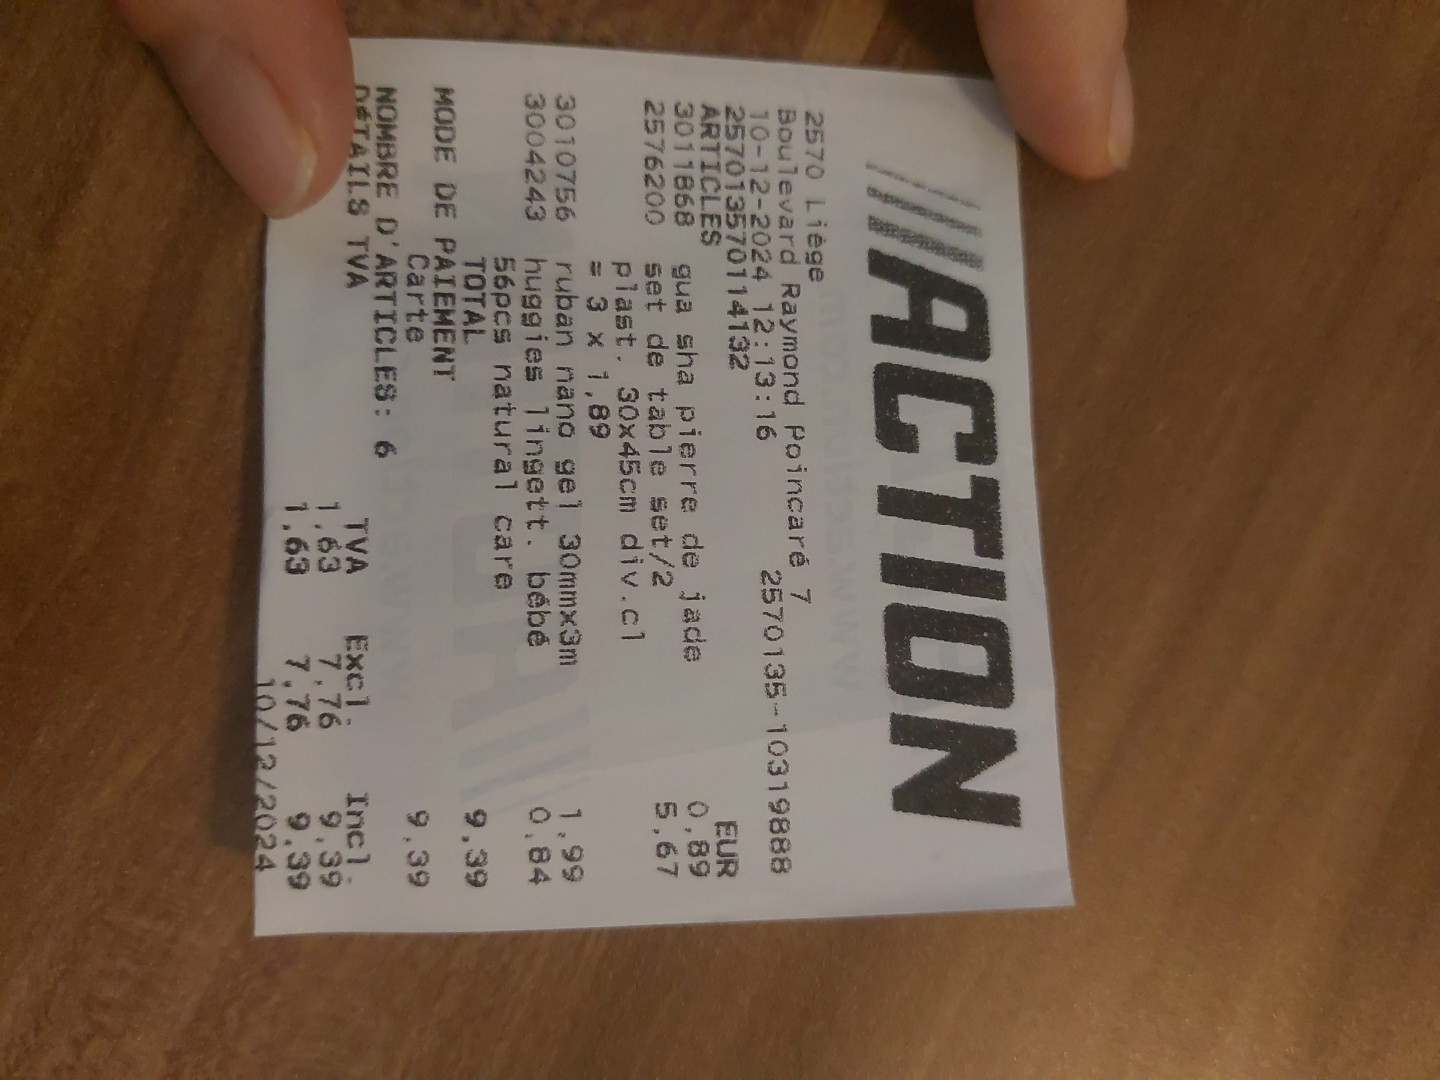 ACTION
2570 Liège
Boulevard Raymond Poincaré 7
10-12-2024 12:13:16 2570135-10319888
2570135701 14132
ARTICLES EUR
3011868 gua sha pierre de jade 0,89
2576200 set de table set/2 5,67
plast. 30x45cm div.cl
= 3 x 1,89
3010756 ruban nano gel 30mmx3m 1,99
3004243 huggies lingett. bébé 0,84
56pcs natural care
TOTAL 9,39
MODE DE PAIEMENT
Carte 9,39
NOMBRE D'ARTICLES: 6
DÉTAILS TVA TVA Excl. Incl.
1,63 7,76 9,39
1,63 7,76 9,39
10/12/2024